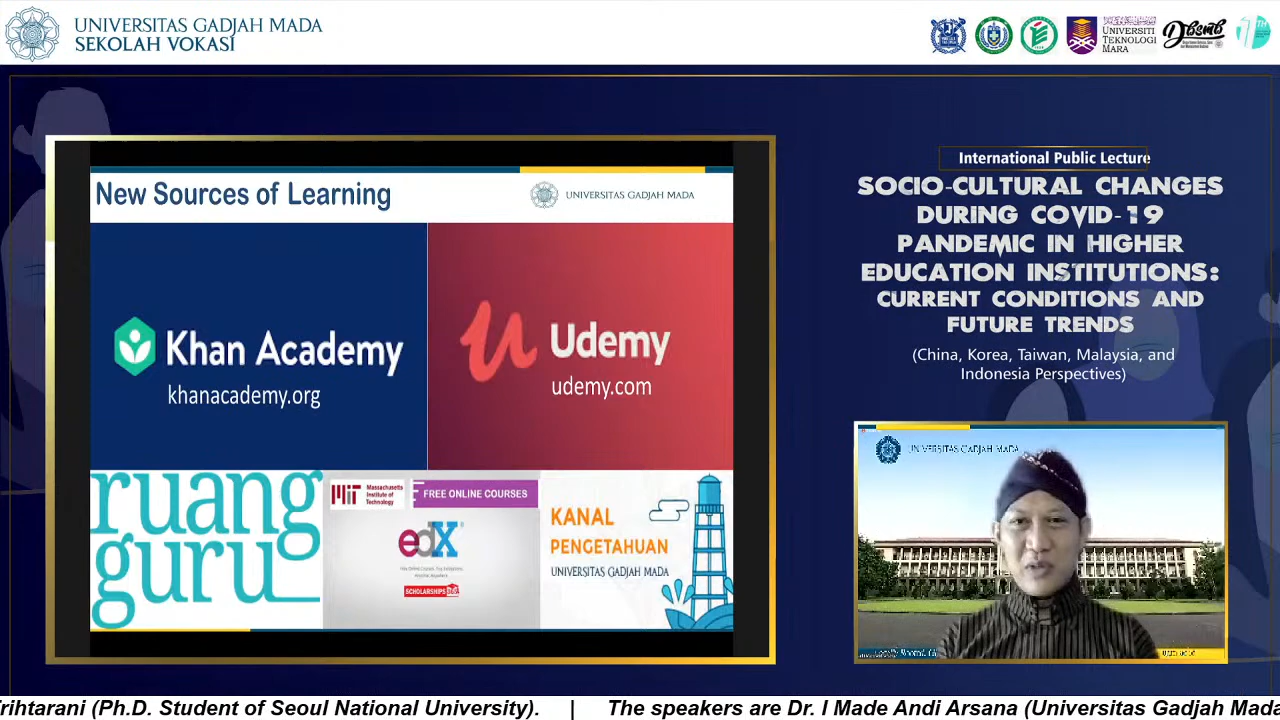 UNIVERSITAS GADJAH MADA
SEKOLAH VOKASI
UNIVERSITI
TEKNOLOGI
MARA
DBSMB
New Sources of Learning
UNIVERSITAS GADJAH MADA
Khan Academy
khanacademy.org
Udemy
udemy.com
ruang
guru
Massachusetts
Institute of
Technology
FREE ONLINE COURSES
edX
SCHOLARSHIPS
KANAL
PENGETAHUAN
UNIVERSITAS GADJAH MADA
International Public Lecture
SOCIO-CULTURAL CHANGES
DURING COVID-19
PANDEMIC IN HIGHER
EDUCATION INSTITUTIONS:
CURRENT CONDITIONS AND
FUTURE TRENDS
(China, Korea, Taiwan, Malaysia, and
Indonesia Perspectives)
UNIVERSITAS GADJAH MADA
rihtarani (Ph.D. Student of Seoul National University). | The speakers are Dr. I Made Andi Arsana (Universitas Gadjah Mada